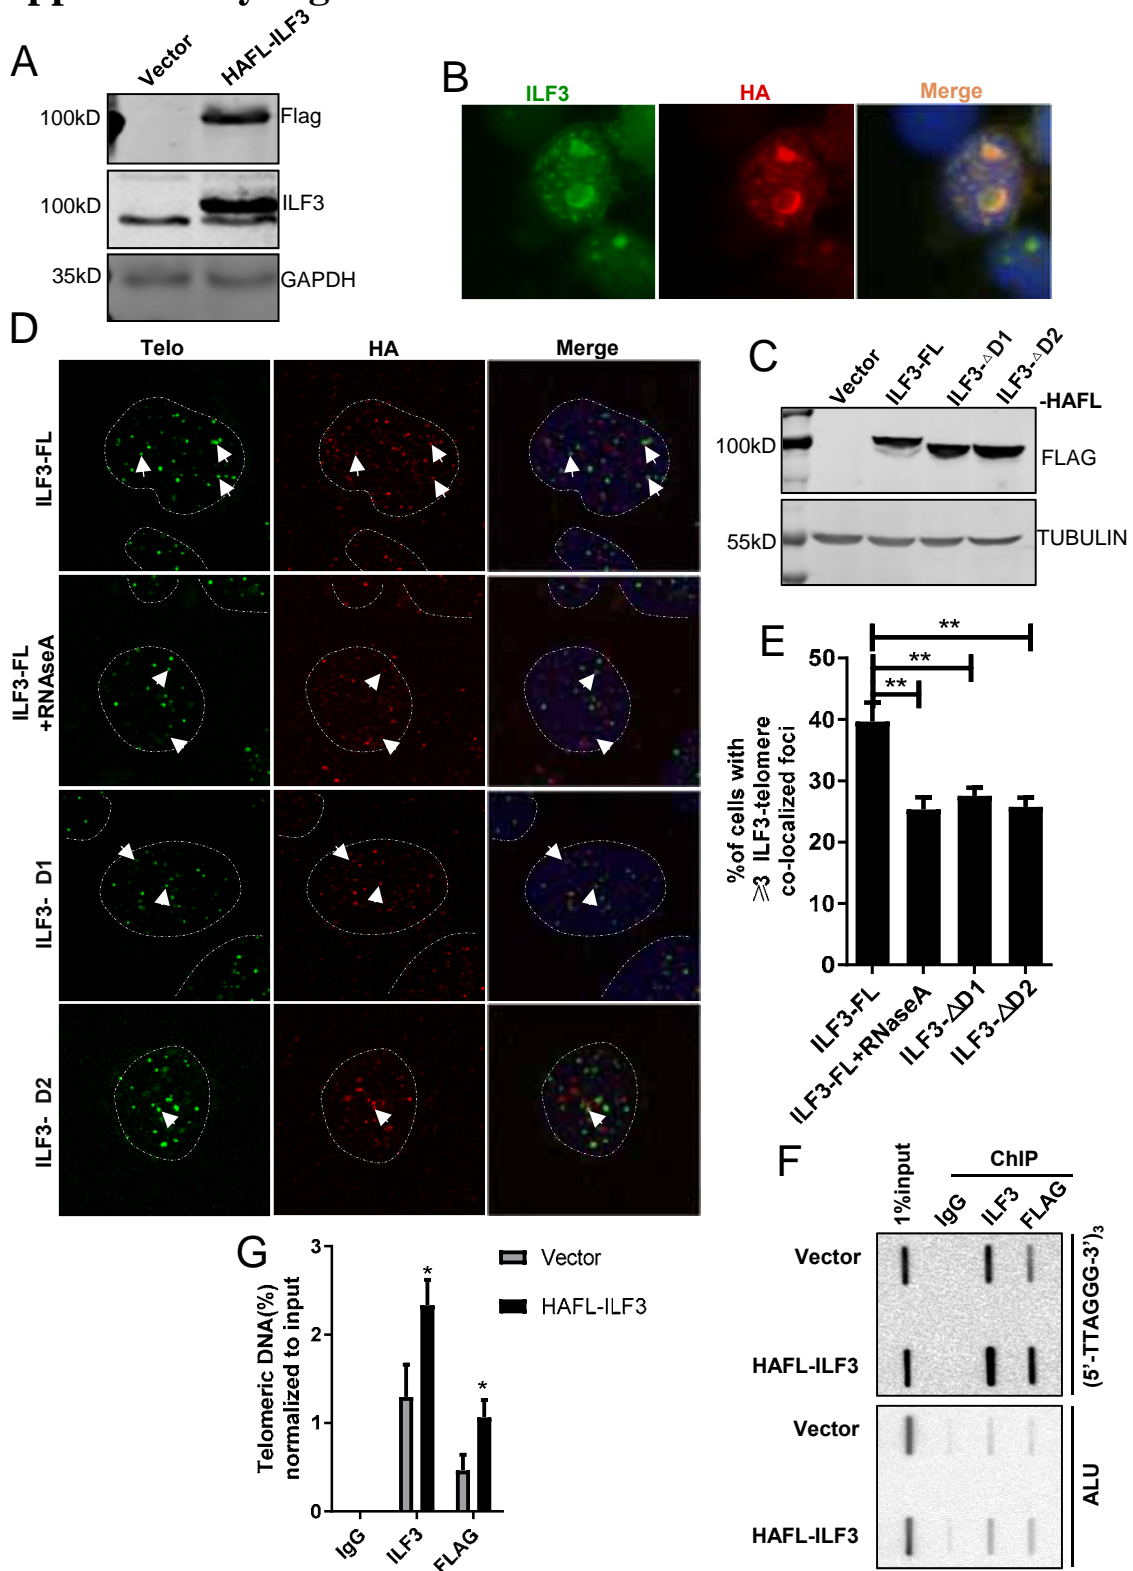 A
Vector
HAFL-ILF3
100kD
Flag
100kD
ILF3
35kD
GAPDH
B
ILF3
HA
Merge
D
Telo
HA
Merge
ILF3-FL
ILF3-FL
+RNAseA
ILF3- D1
ILF3- D2
C
Vector
ILF3-FL
ILF3-△D1
ILF3-△D2
-HAFL
100kD
FLAG
55kD
TUBULIN
E
%of cells with
⩾3 ILF3-telomere
co-localized foci
50
40
30
20
10
0
**
**
**
ILF3-FL
ILF3-FL+RNaseA
ILF3-ΔD1
ILF3-ΔD2
F
ChIP
1%input
IgG
ILF3
FLAG
Vector
HAFL-ILF3
(5'-TTAGGG-3')3
Vector
HAFL-ILF3
ALU
G
Telomeric DNA(%)
normalized to input
3
2
1
0
*
*
Vector
HAFL-ILF3
IgG
ILF3
FLAG